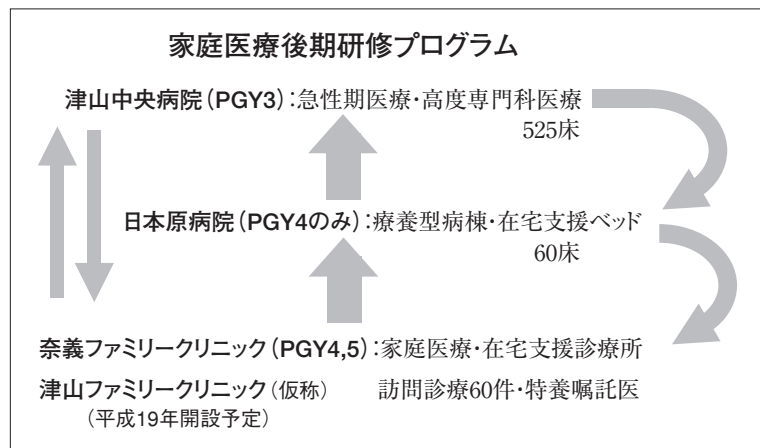 家庭医療後期研修プログラム
津山中央病院(PGY3):急性期医療・高度専門科医療
525床
日本原病院(PGY4のみ):療養型病棟・在宅支援ベッド
60床
奈義ファミリークリニック(PGY4,5):家庭医療・在宅支援診療所
津山ファミリークリニック(仮称) 訪問診療60件・特養嘱託医
(平成19年開設予定)